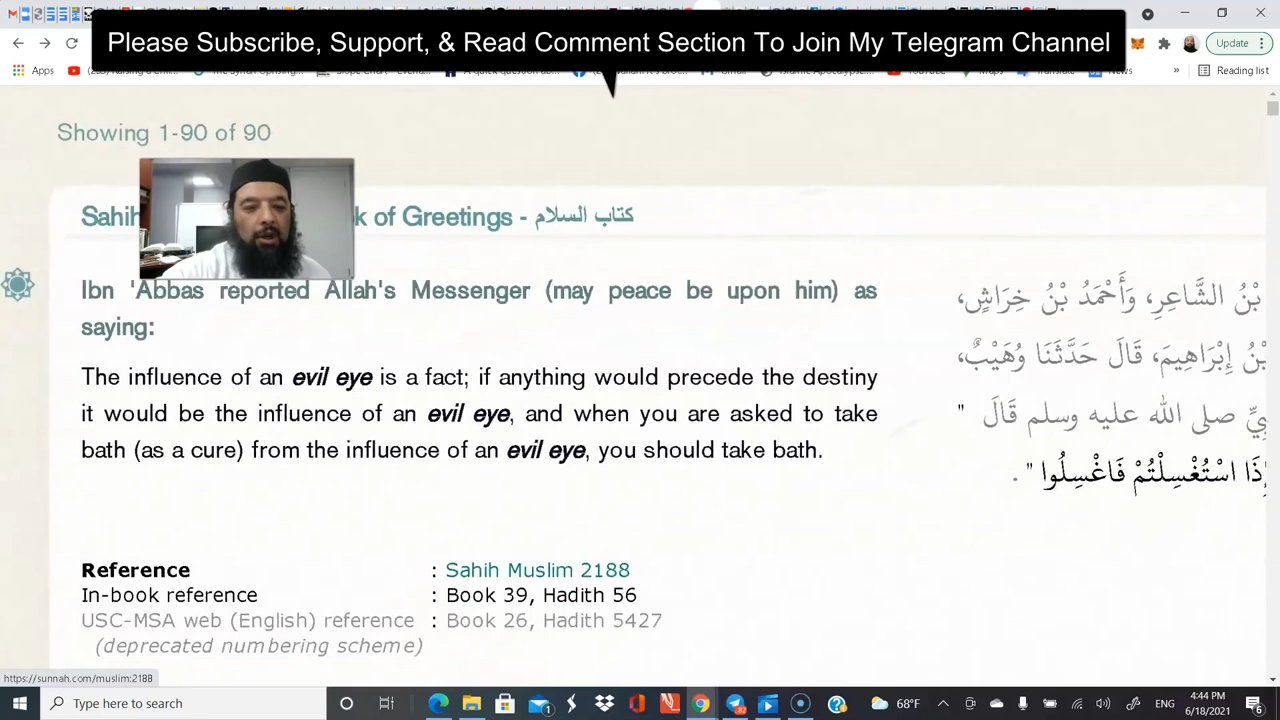 Please Subscribe, Support, & Read Comment Section To Join My Telegram Channel
Update
Apps
YouTube
Maps
Translate
News
»
Reading list
Showing 1-90 of 90
Sahih
k of Greetings - كتاب السلام
Ibn 'Abbas reported Allah's Messenger (may peace be upon him) as
saying:
The influence of an evil eye is a fact; if anything would precede the destiny
it would be the influence of an evil eye, and when you are asked to take
bath (as a cure) from the influence of an evil eye, you should take bath.
بْنُ الشَّاعِرِ، وَأَحْمَدُ بْنُ خِرَاشٍ،
بْنُ إِبْرَاهِيمَ، قَالَ حَدَّثَنَا وُهَيْبٌ،
بِيِّ صلى الله عليه وسلم قَالَ "
إِذَا اسْتُغْسِلْتُمْ فَاغْسِلُوا " .
Reference : Sahih Muslim 2188
In-book reference : Book 39, Hadith 56
USC-MSA web (English) reference : Book 26, Hadith 5427
(deprecated numbering scheme)
https://sunnah.com/muslim:2188
Type here to search
68°F
ENG
4:44 PM
6/18/2021